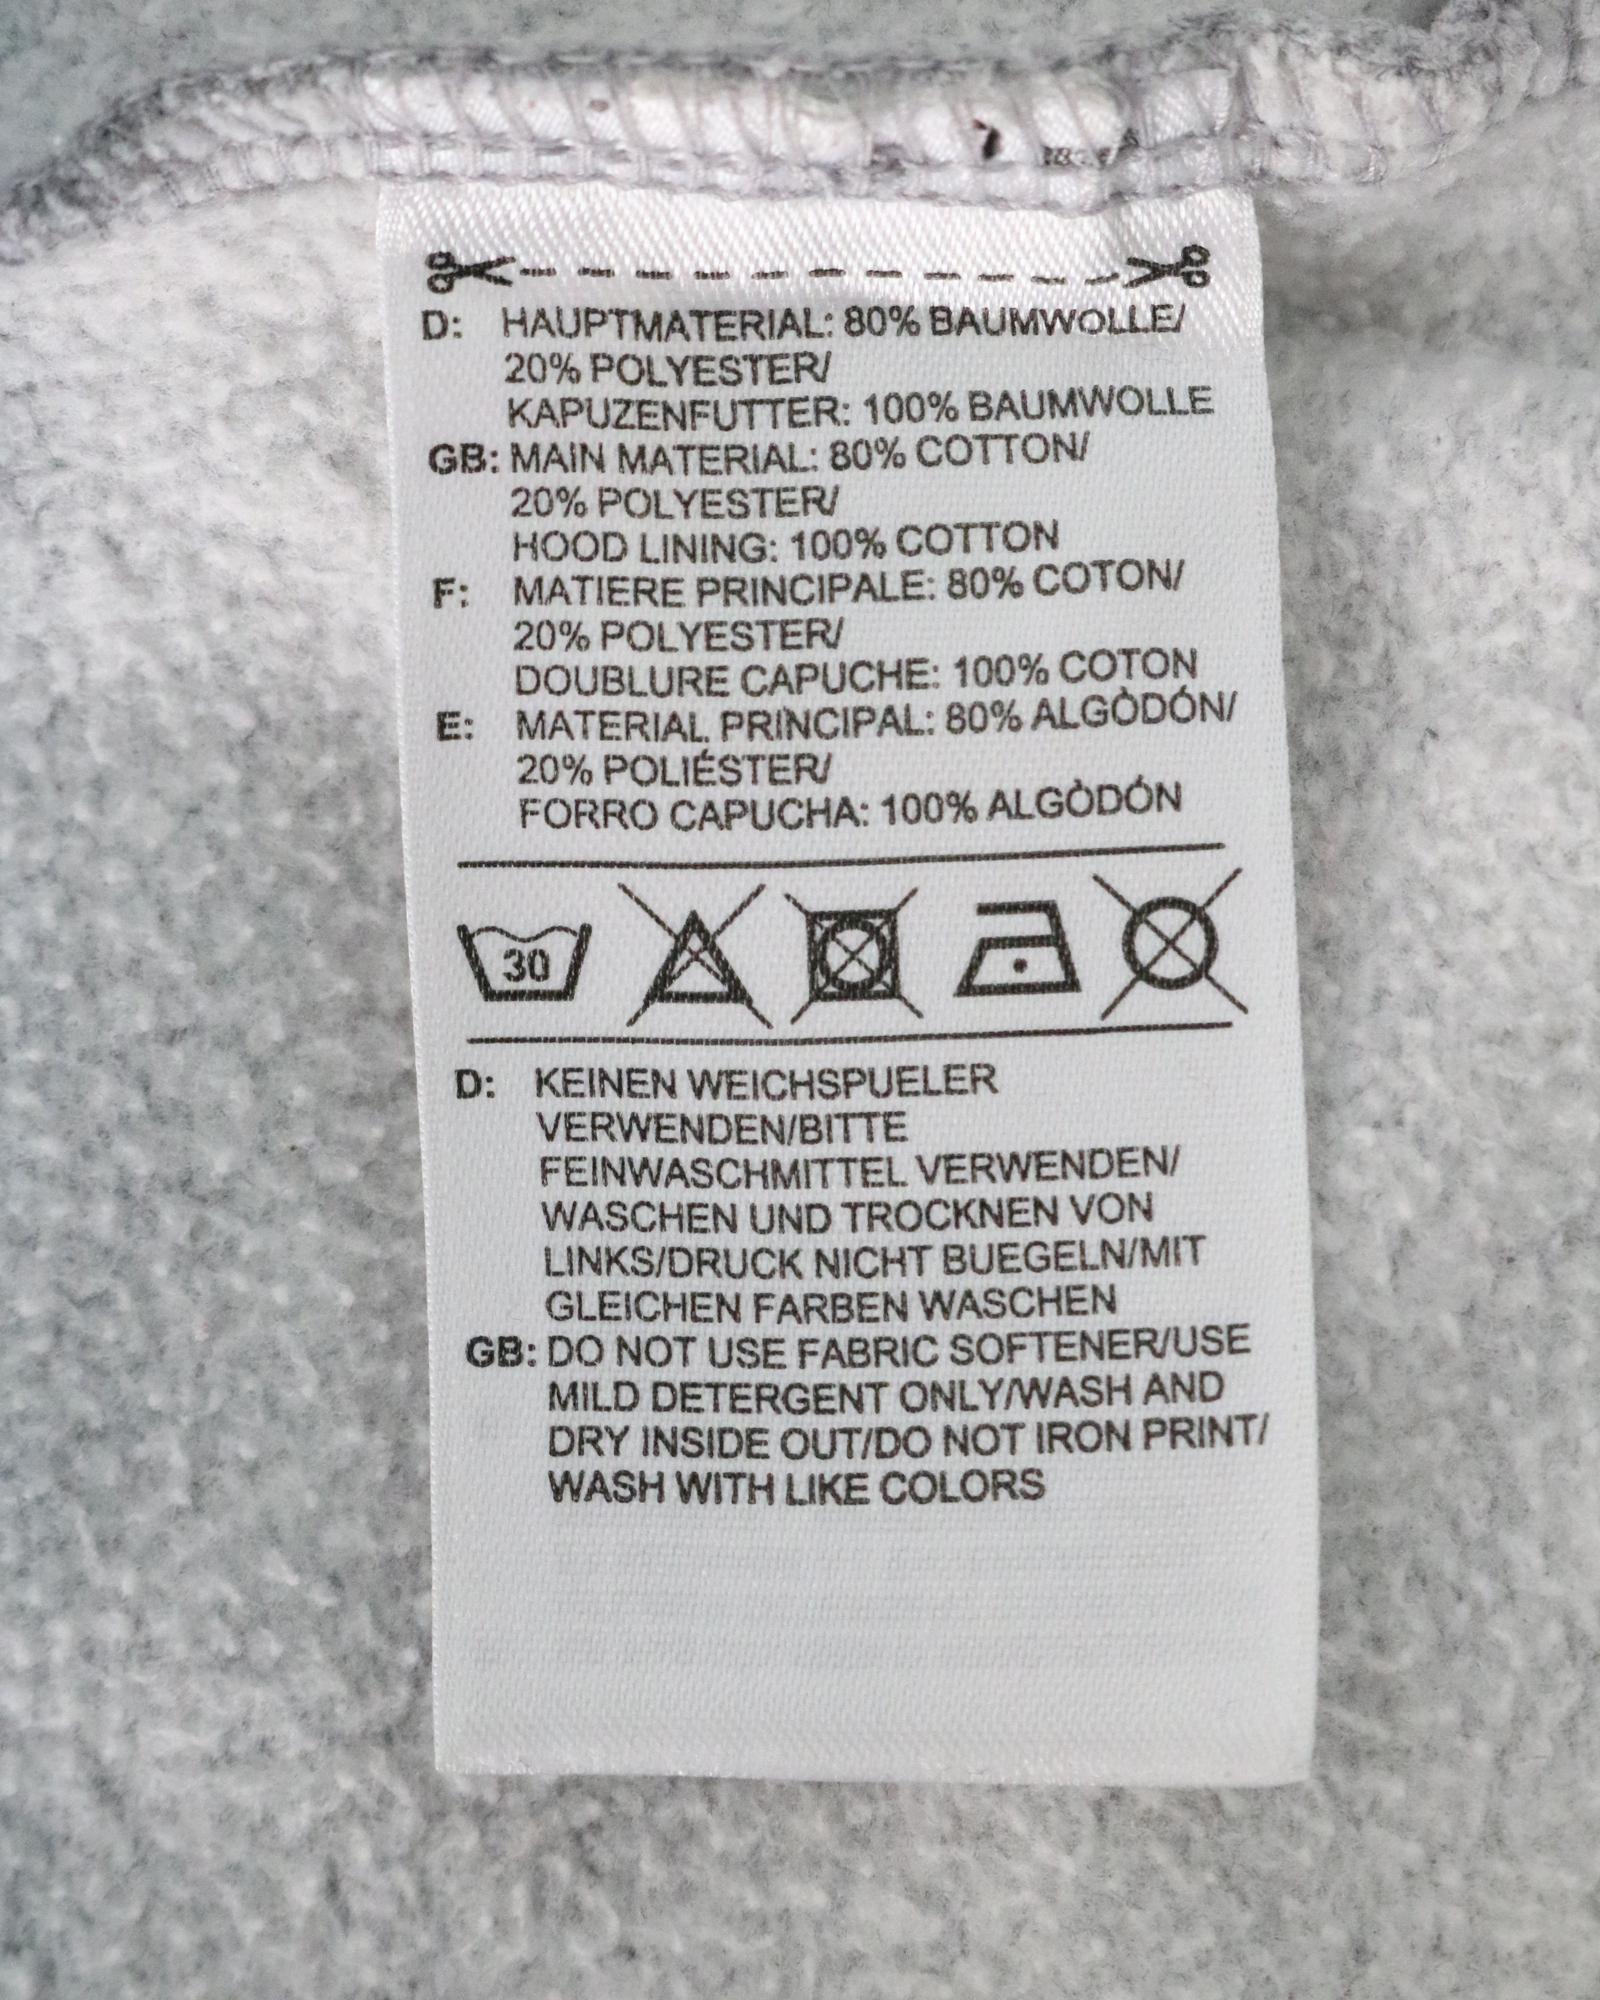 D: HAUPTMATERIAL: 80% BAUMWOLLE/
20% POLYESTER/
KAPUZENFUTTER: 100% BAUMWOLLE
GB: MAIN MATERIAL: 80% COTTON/
20% POLYESTER/
HOOD LINING: 100% COTTON
F: MATIERE PRINCIPALE: 80% COTON/
20% POLYESTER/
DOUBLURE CAPUCHE: 100% COTON
E: MATERIAL PRINCIPAL: 80% ALGÒDÓN/
20% POLIÉSTER/
FORRO CAPUCHA: 100% ALGÒDÓN
30
D: KEINEN WEICHSPUELER
VERWENDEN/BITTE
FEINWASCHMITTEL VERWENDEN/
WASCHEN UND TROCKNEN VON
LINKS/DRUCK NICHT BUEGELN/MIT
GLEICHEN FARBEN WASCHEN
GB: DO NOT USE FABRIC SOFTENER/USE
MILD DETERGENT ONLY/WASH AND
DRY INSIDE OUT/DO NOT IRON PRINT/
WASH WITH LIKE COLORS